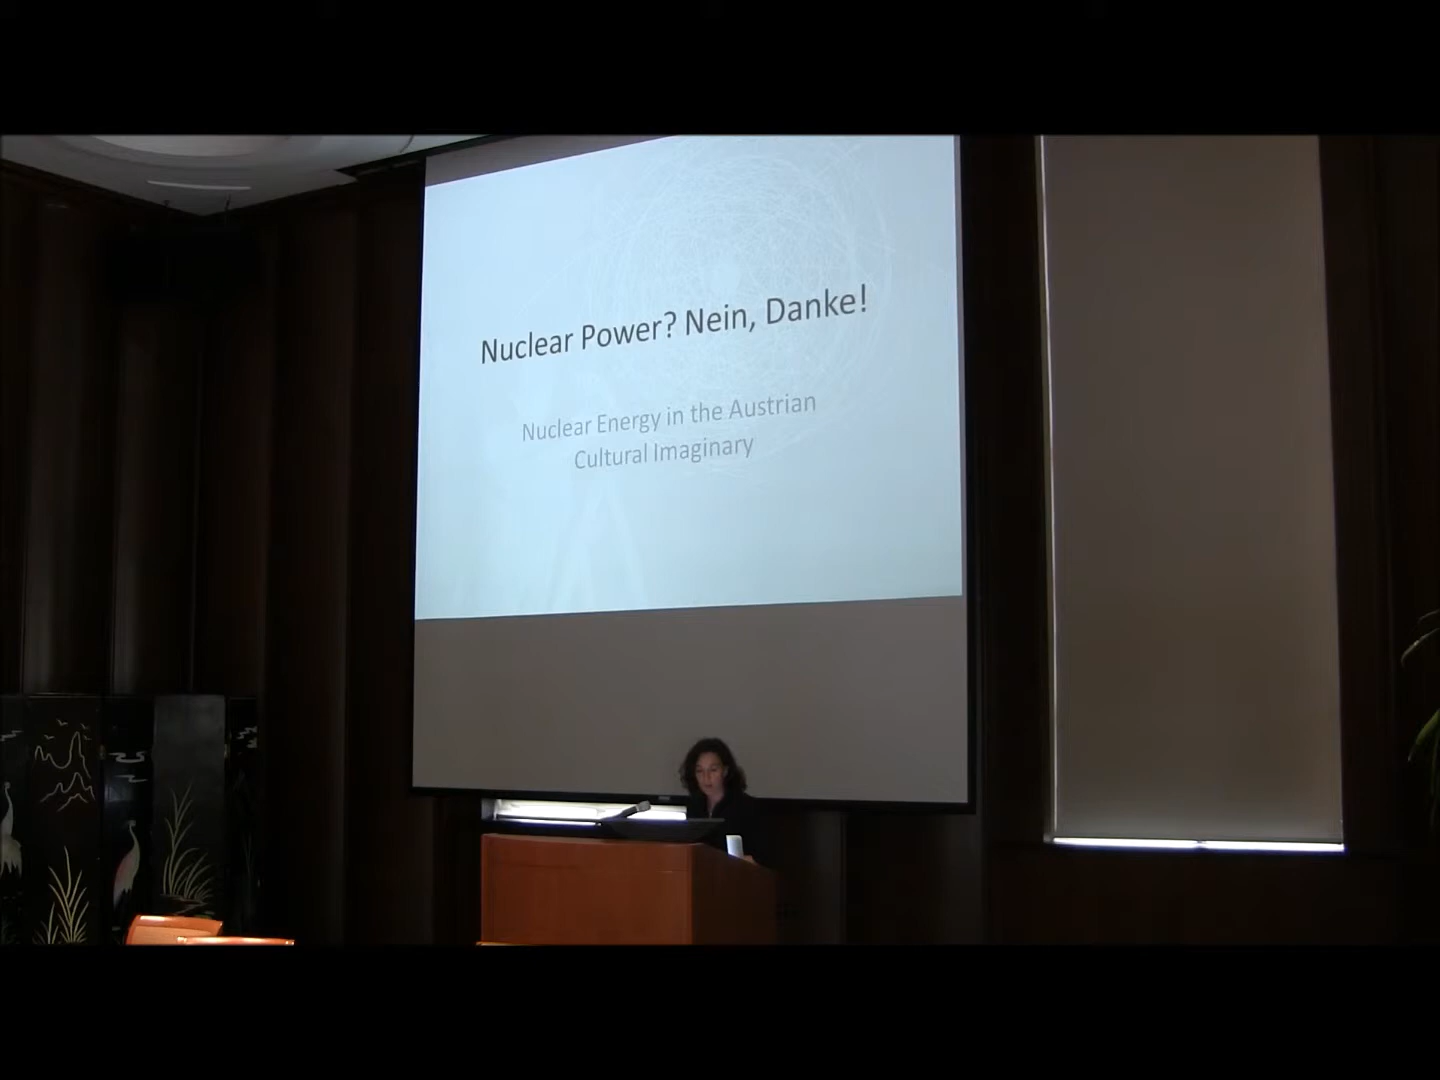 Nuclear Power? Nein, Danke!
Nuclear Energy in the Austrian
Cultural Imaginary